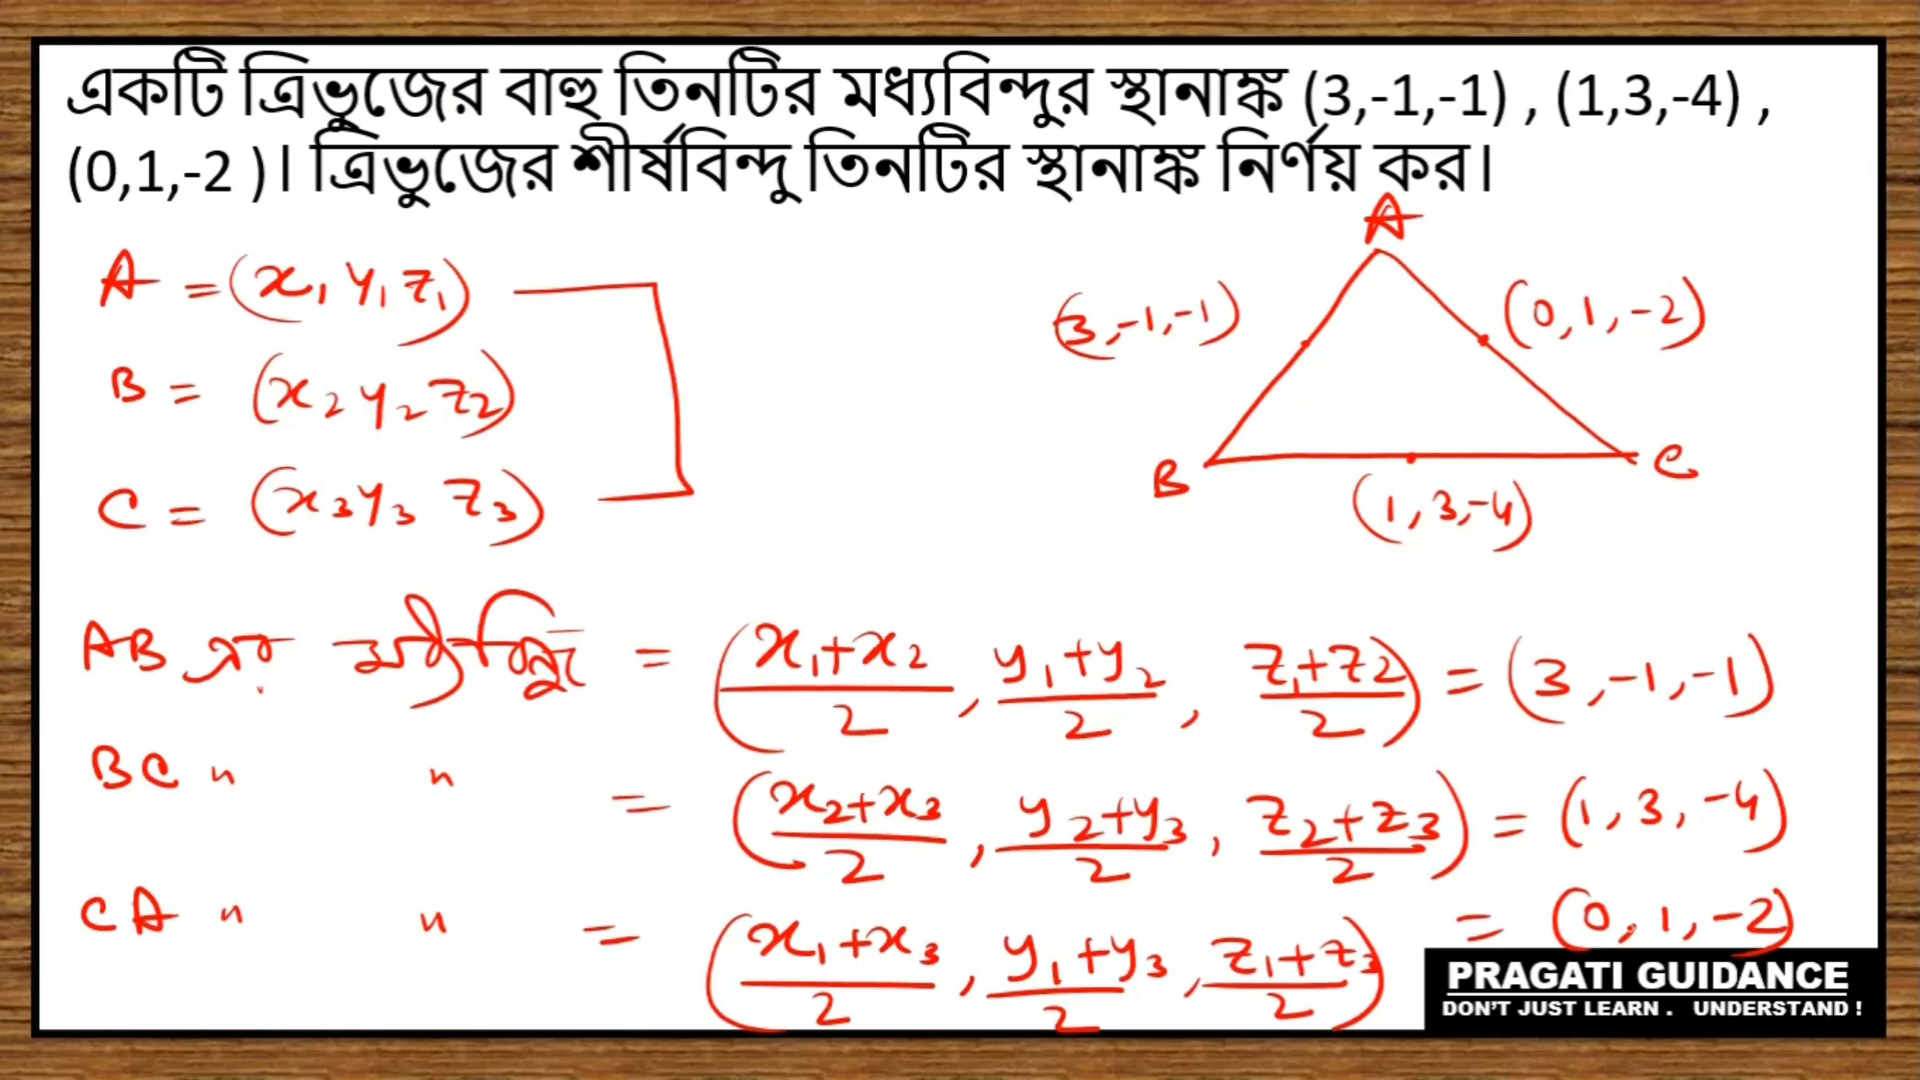 একটি ত্রিভুজের বাহু তিনটির মধ্যবিন্দুর স্থানাঙ্ক (3,-1,-1) , (1,3,-4) ,
(0,1,-2 )। ত্রিভুজের শীর্ষবিন্দু তিনটির স্থানাঙ্ক নির্ণয় কর।
A
A = (x₁ y₁ z₁)
(3,-1,-1)
(0,1,-2)
B = (x₂ y₂ z₂)
B
C
C = (x₃ y₃ z₃)
(1,3,-4)
AB এর মধ্যবিন্দু = (x₁+x₂/2, y₁+y₂/2, z₁+z₂/2) = (3,-1,-1)
BC " " = (x₂+x₃/2, y₂+y₃/2, z₂+z₃/2) = (1,3,-4)
CA " " = (x₁+x₃/2, y₁+y₃/2, z₁+z₃/2) = (0,1,-2)
PRAGATI GUIDANCE
DON'T JUST LEARN . UNDERSTAND !